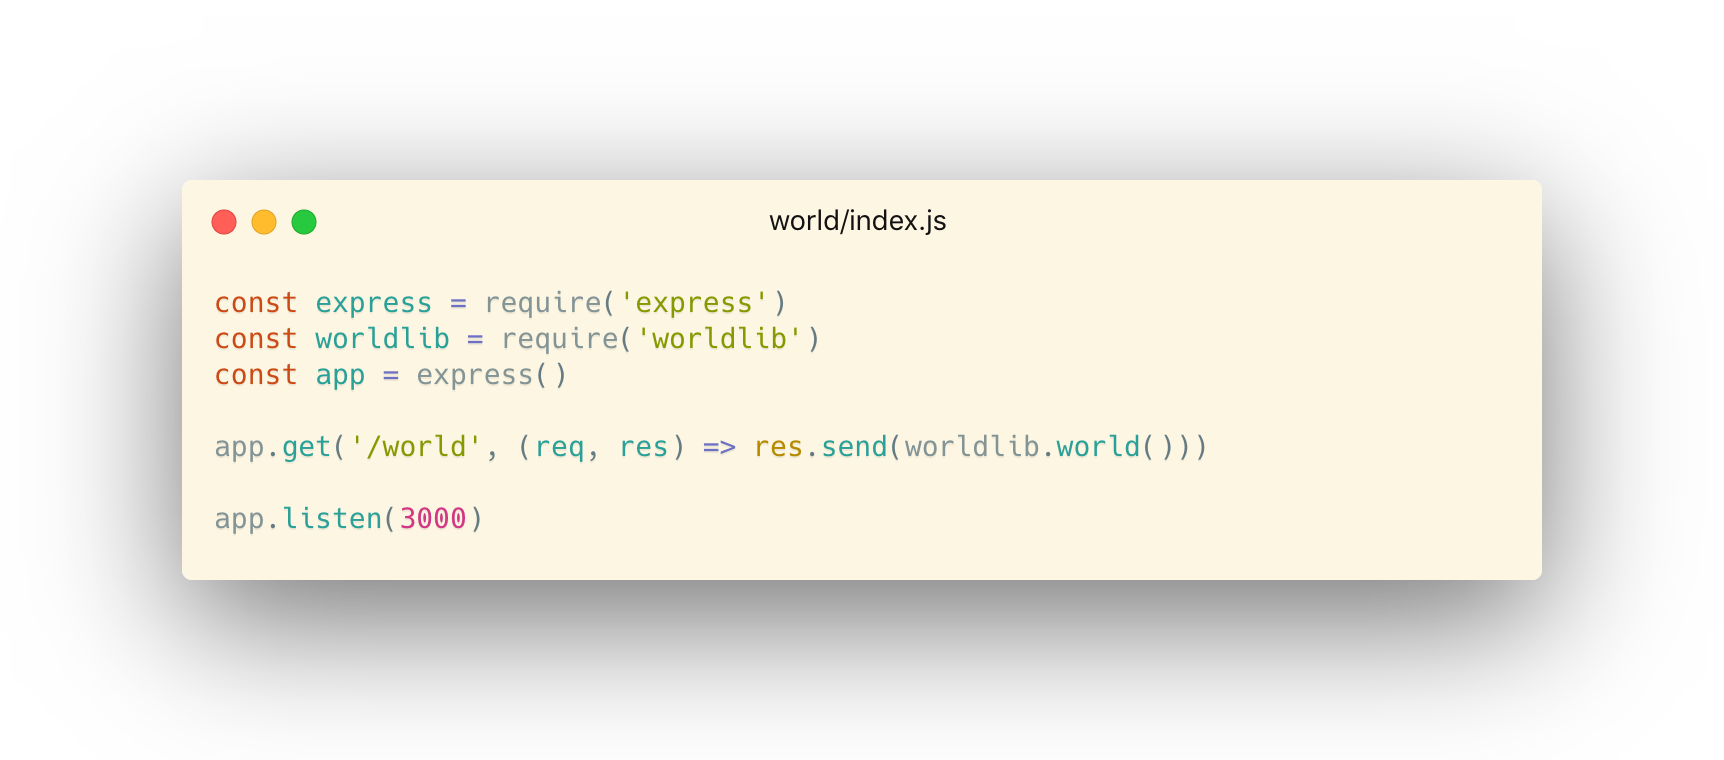 world/index.js
const express = require('express')
const worldlib = require('worldlib')
const app = express()
app.get('/world', (req, res) => res.send(worldlib.world()))
app.listen(3000)